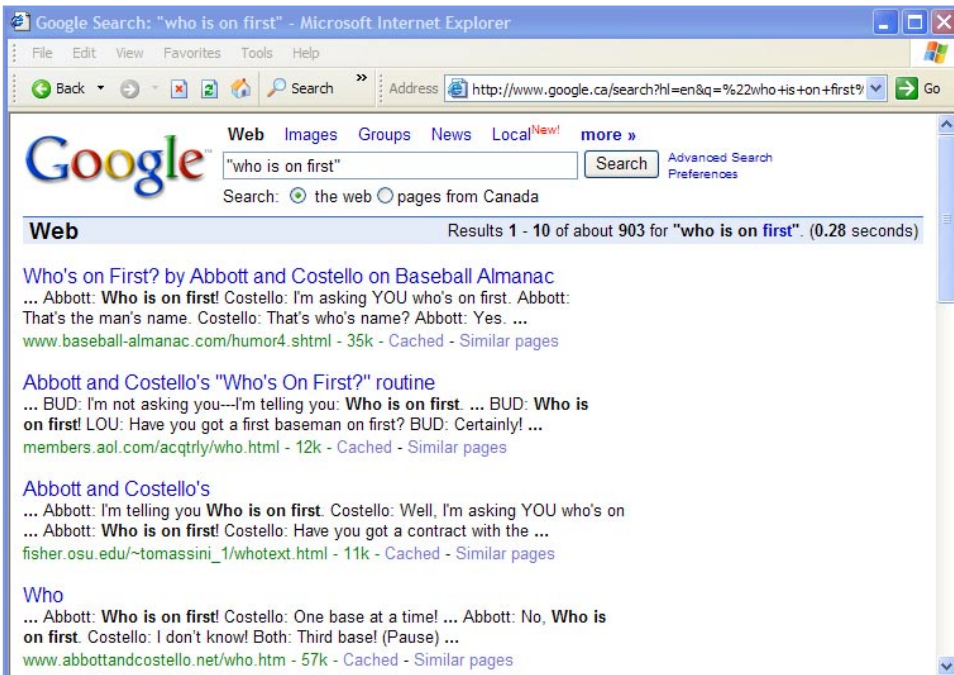 Google Search: "who is on first" - Microsoft Internet Explorer
File Edit View Favorites Tools Help
Back Search » Address http://www.google.ca/search?hl=en&q=%22who+is+on+first% Go
Web Images Groups News Local New! more »
Google™ "who is on first" Search Advanced Search
Preferences
Search: the web pages from Canada
Web Results 1 - 10 of about 903 for "who is on first". (0.28 seconds)
Who's on First? by Abbott and Costello on Baseball Almanac
... Abbott: Who is on first! Costello: I'm asking YOU who's on first. Abbott:
That's the man's name. Costello: That's who's name? Abbott: Yes. ...
www.baseball-almanac.com/humor4.shtml - 35k - Cached - Similar pages
Abbott and Costello's "Who's On First?" routine
... BUD: I'm not asking you---I'm telling you: Who is on first. ... BUD: Who is
on first! LOU: Have you got a first baseman on first? BUD: Certainly! ...
members.aol.com/acqtrly/who.html - 12k - Cached - Similar pages
Abbott and Costello's
... Abbott: I'm telling you Who is on first. Costello: Well, I'm asking YOU who's on
... Abbott: Who is on first! Costello: Have you got a contract with the ...
fisher.osu.edu/~tomassini_1/whotext.html - 11k - Cached - Similar pages
Who
... Abbott: Who is on first! Costello: One base at a time! ... Abbott: No, Who is
on first. Costello: I don't know! Both: Third base! (Pause) ...
www.abbottandcostello.net/who.htm - 57k - Cached - Similar pages